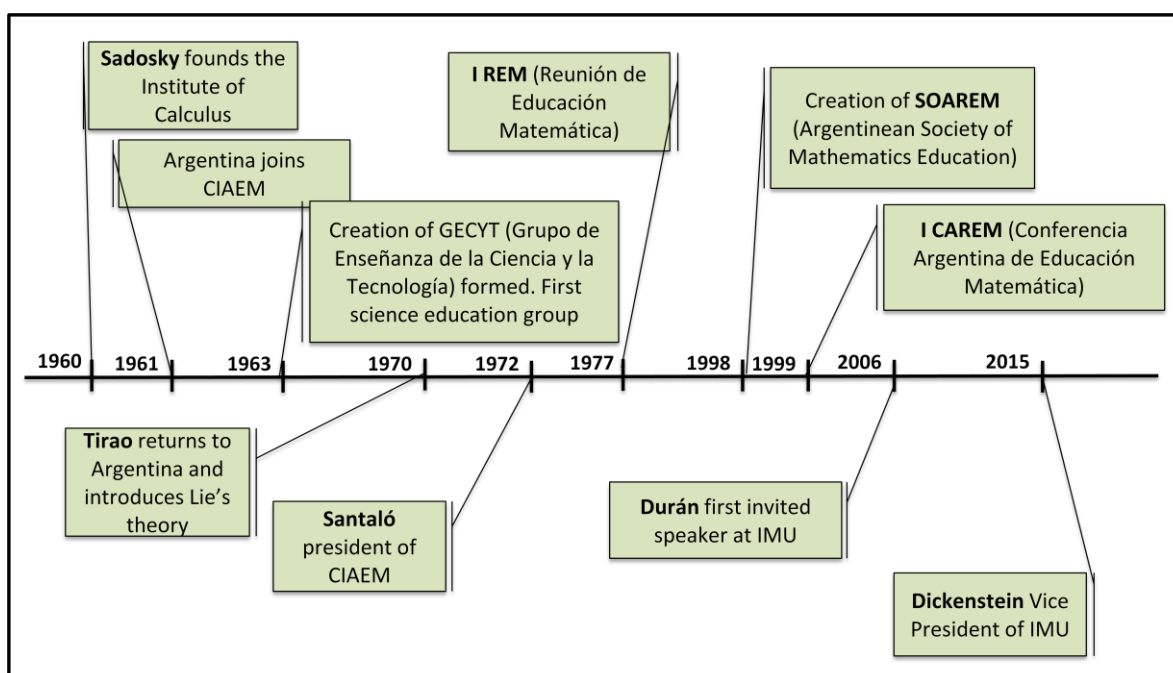 Sadosky founds the
Institute of
Calculus
Argentina joins
CIAEM
Creation of GECYT (Grupo de
Enseñanza de la Ciencia y la
Tecnología) formed. First
science education group
I REM (Reunión de
Educación
Matemática)
Creation of SOAREM
(Argentinean Society of
Mathematics Education)
I CAREM (Conferencia
Argentina de Educación
Matemática)
1960
1961
1963
1970
1972
1977
1998
1999
2006
2015
Tirao returns to
Argentina and
introduces Lie’s
theory
Santaló
president of
CIAEM
Durán first invited
speaker at IMU
Dickenstein Vice
President of IMU